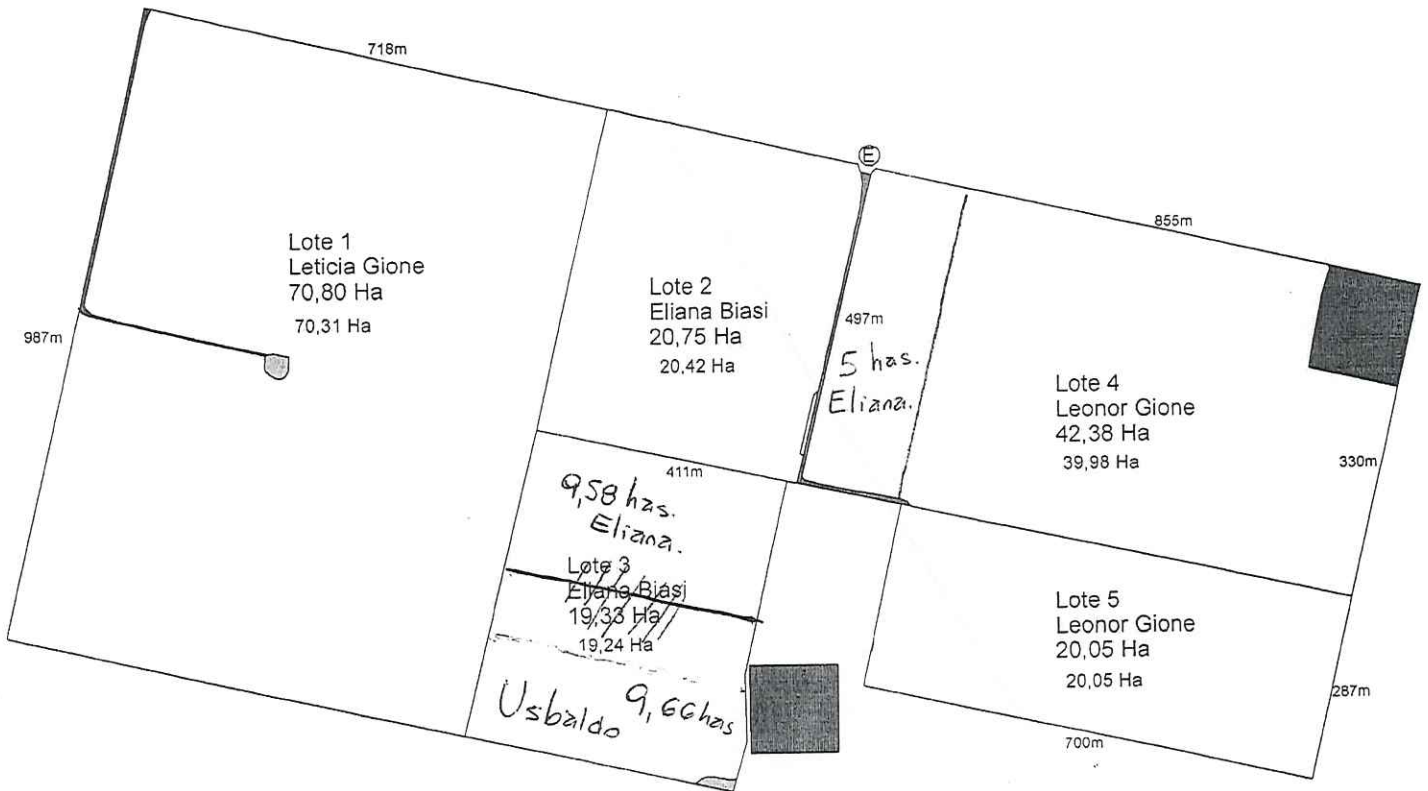 718m
E
855m
Lote 1
Leticia Gione
70,80 Ha
70,31 Ha
987m
Lote 2
Eliana Biasi
20,75 Ha
20,42 Ha
497m
5 has.
Eliana.
Lote 4
Leonor Gione
42,38 Ha
39,98 Ha
330m
411m
9,58 has.
Eliana.
Lote 3
Eliana Biasi
19,33 Ha
19,24 Ha
Usbaldo 9,66 has
Lote 5
Leonor Gione
20,05 Ha
20,05 Ha
287m
700m